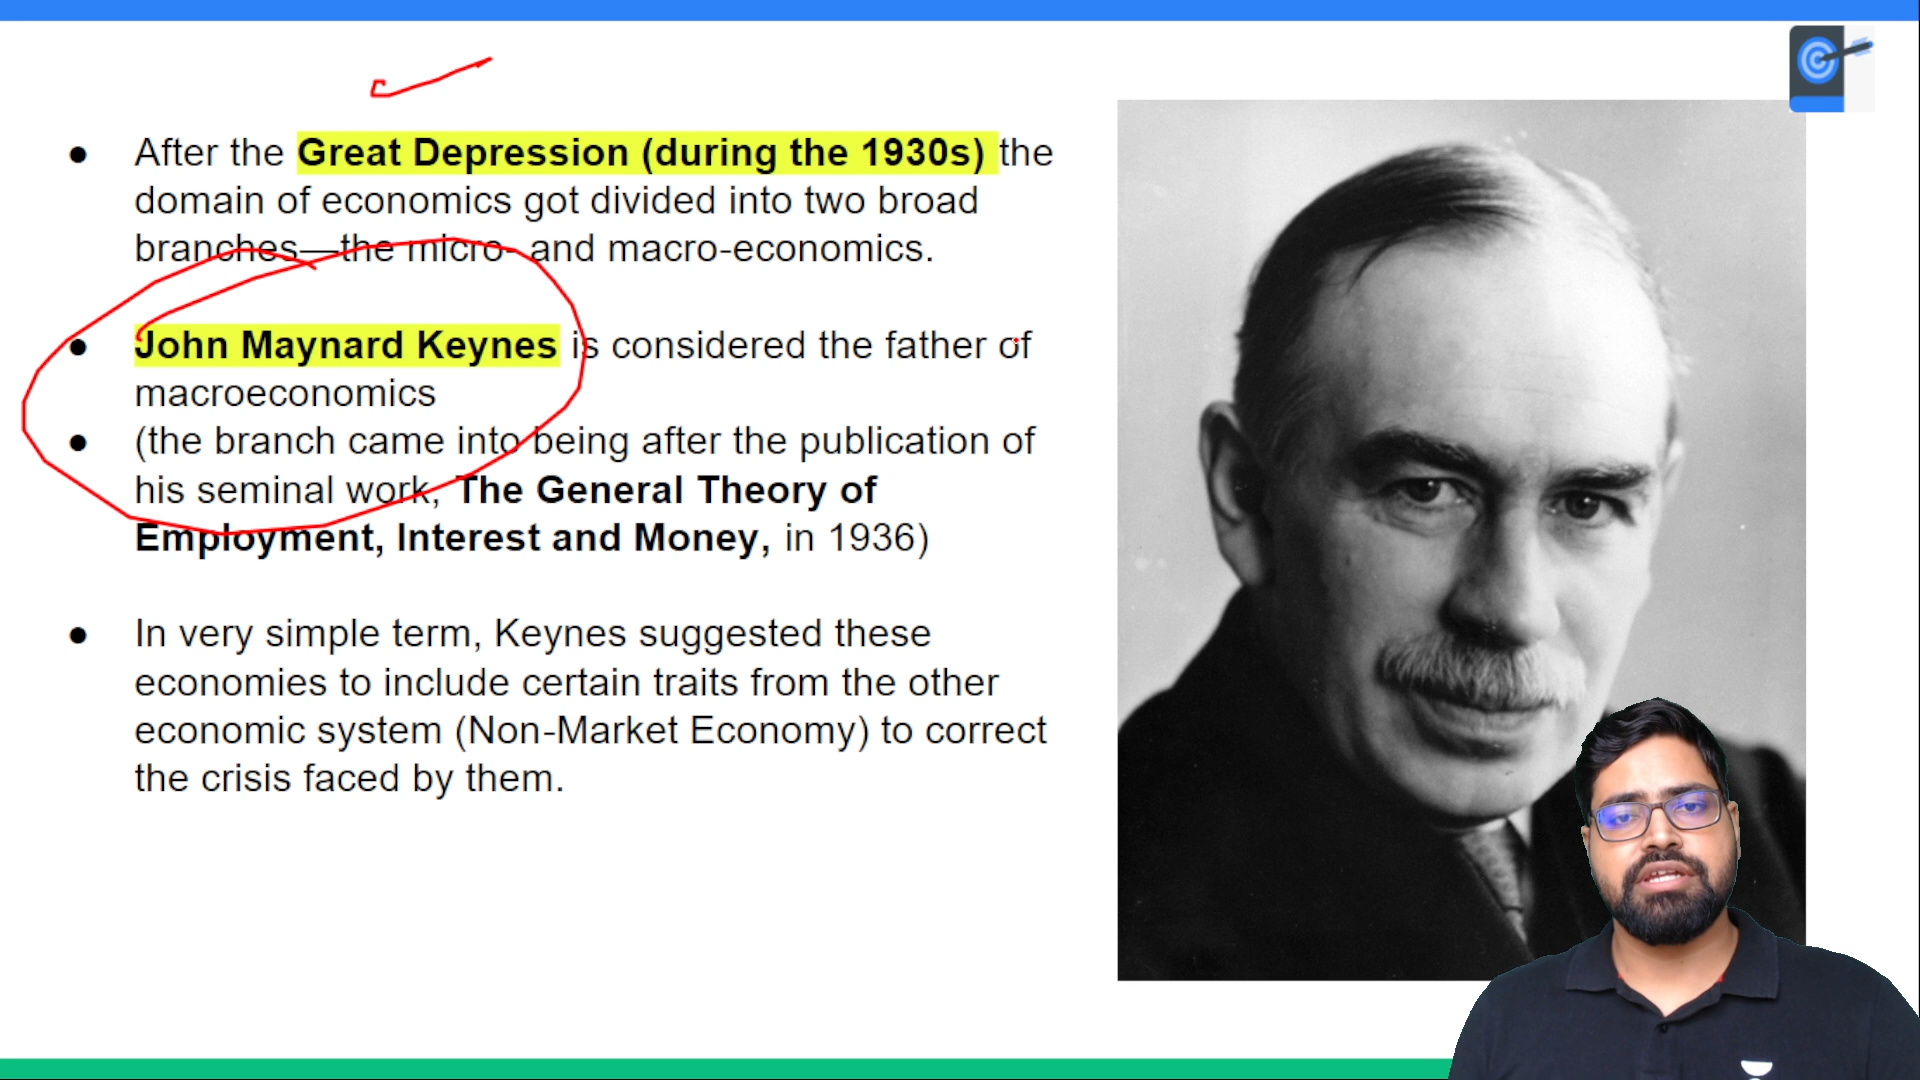 ● After the Great Depression (during the 1930s) the
domain of economics got divided into two broad
branches—the micro- and macro-economics.
● John Maynard Keynes is considered the father of
macroeconomics
● (the branch came into being after the publication of
his seminal work, The General Theory of
Employment, Interest and Money, in 1936)
● In very simple term, Keynes suggested these
economies to include certain traits from the other
economic system (Non-Market Economy) to correct
the crisis faced by them.